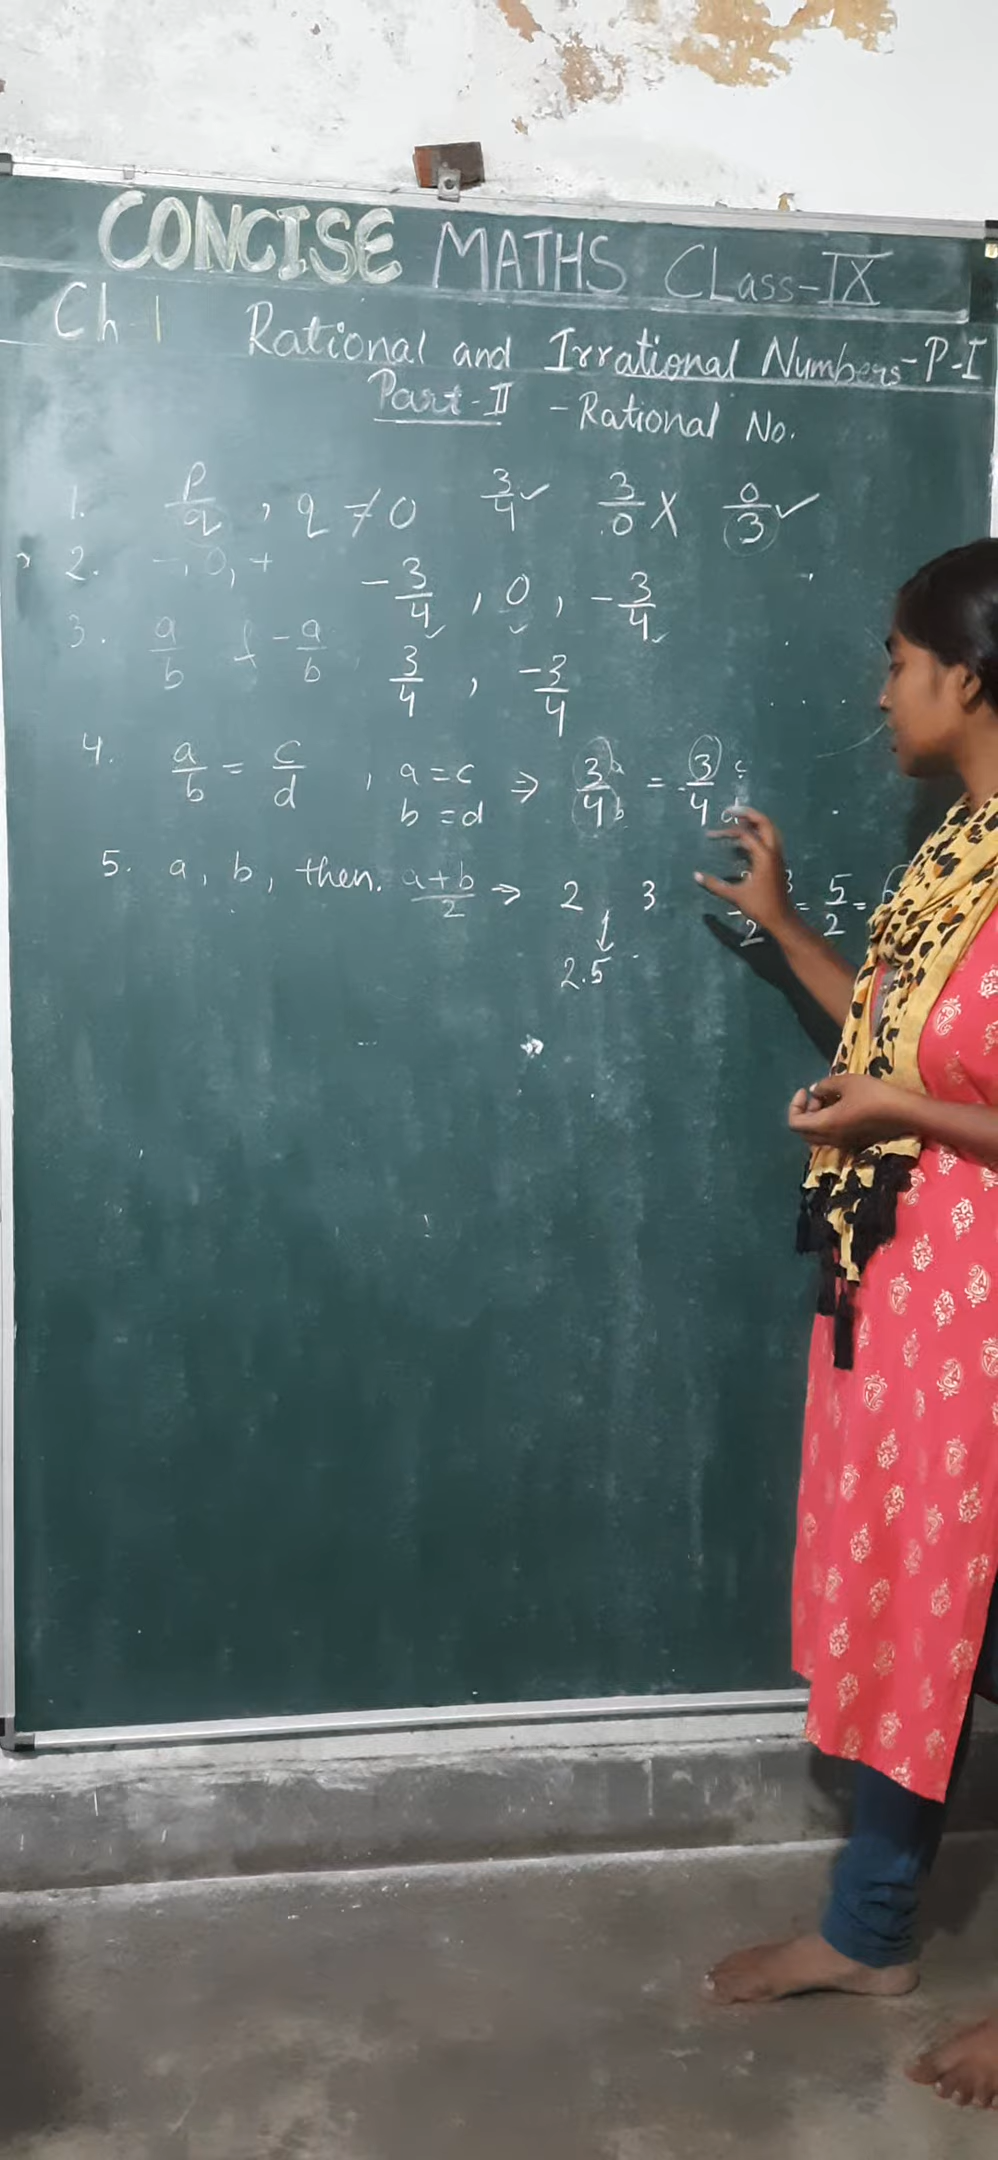 CONCISE MATHS CLass-IX
Ch-1 Rational and Irrational Numbers-P-I
Part-II - Rational No.
1. p/q , q ≠ 0 3/4 ✓ 3/0 X 0/3 ✓
2. -, 0, + -3/4 , 0 , -3/4
3. a/b & -a/b 3/4 , -3/4
4. a/b = c/d , a = c b = d ⇒ 3/4 a b = 3/4 c d
5. a, b, then. a+b/2 → 2 3 = 5/2 =
2.5